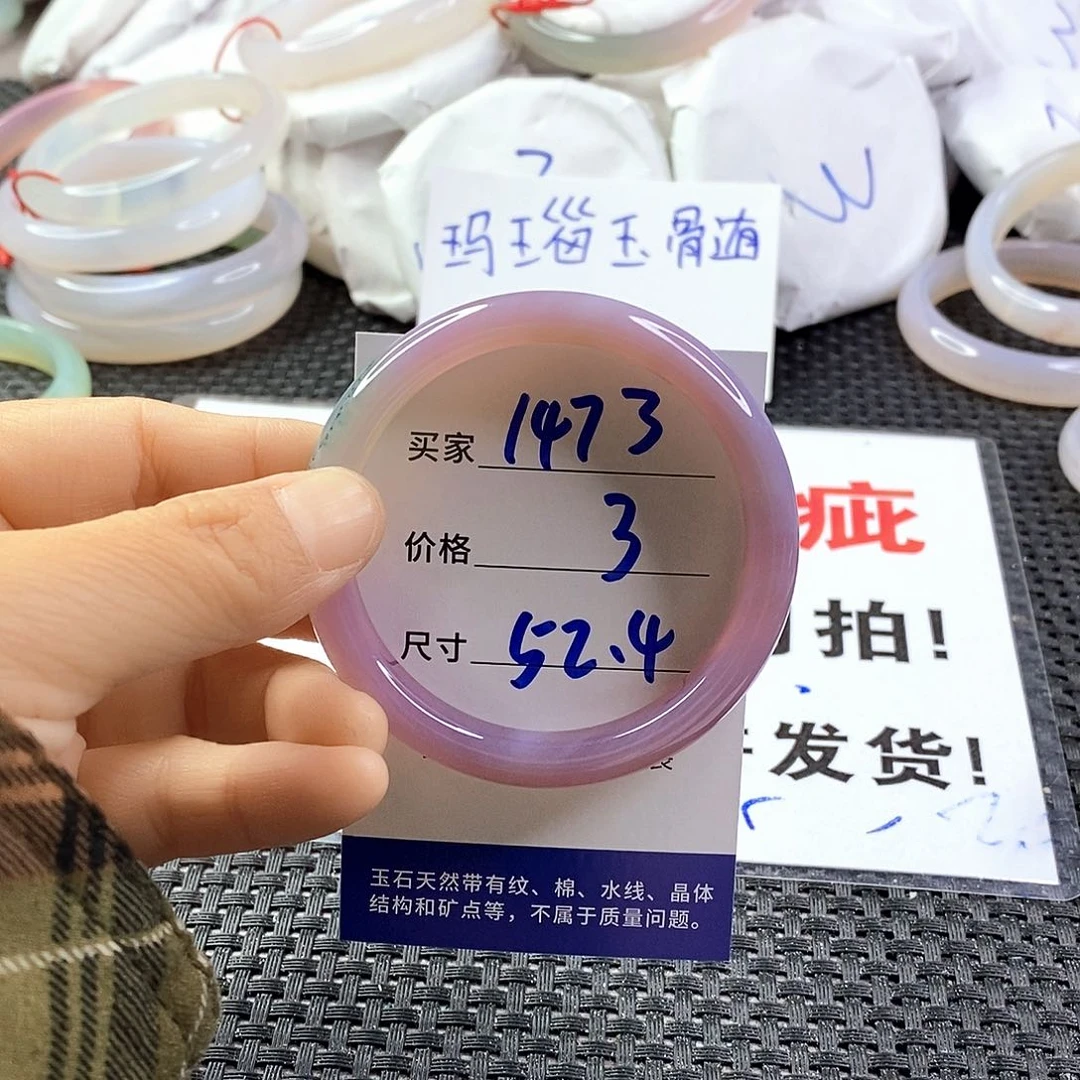 玛瑙玉骨髓
买家 1473
价格 3
尺寸 52.4
疵
拍!
发货!
玉石天然带有纹、棉、水线、晶体
结构和矿点等，不属于质量问题。